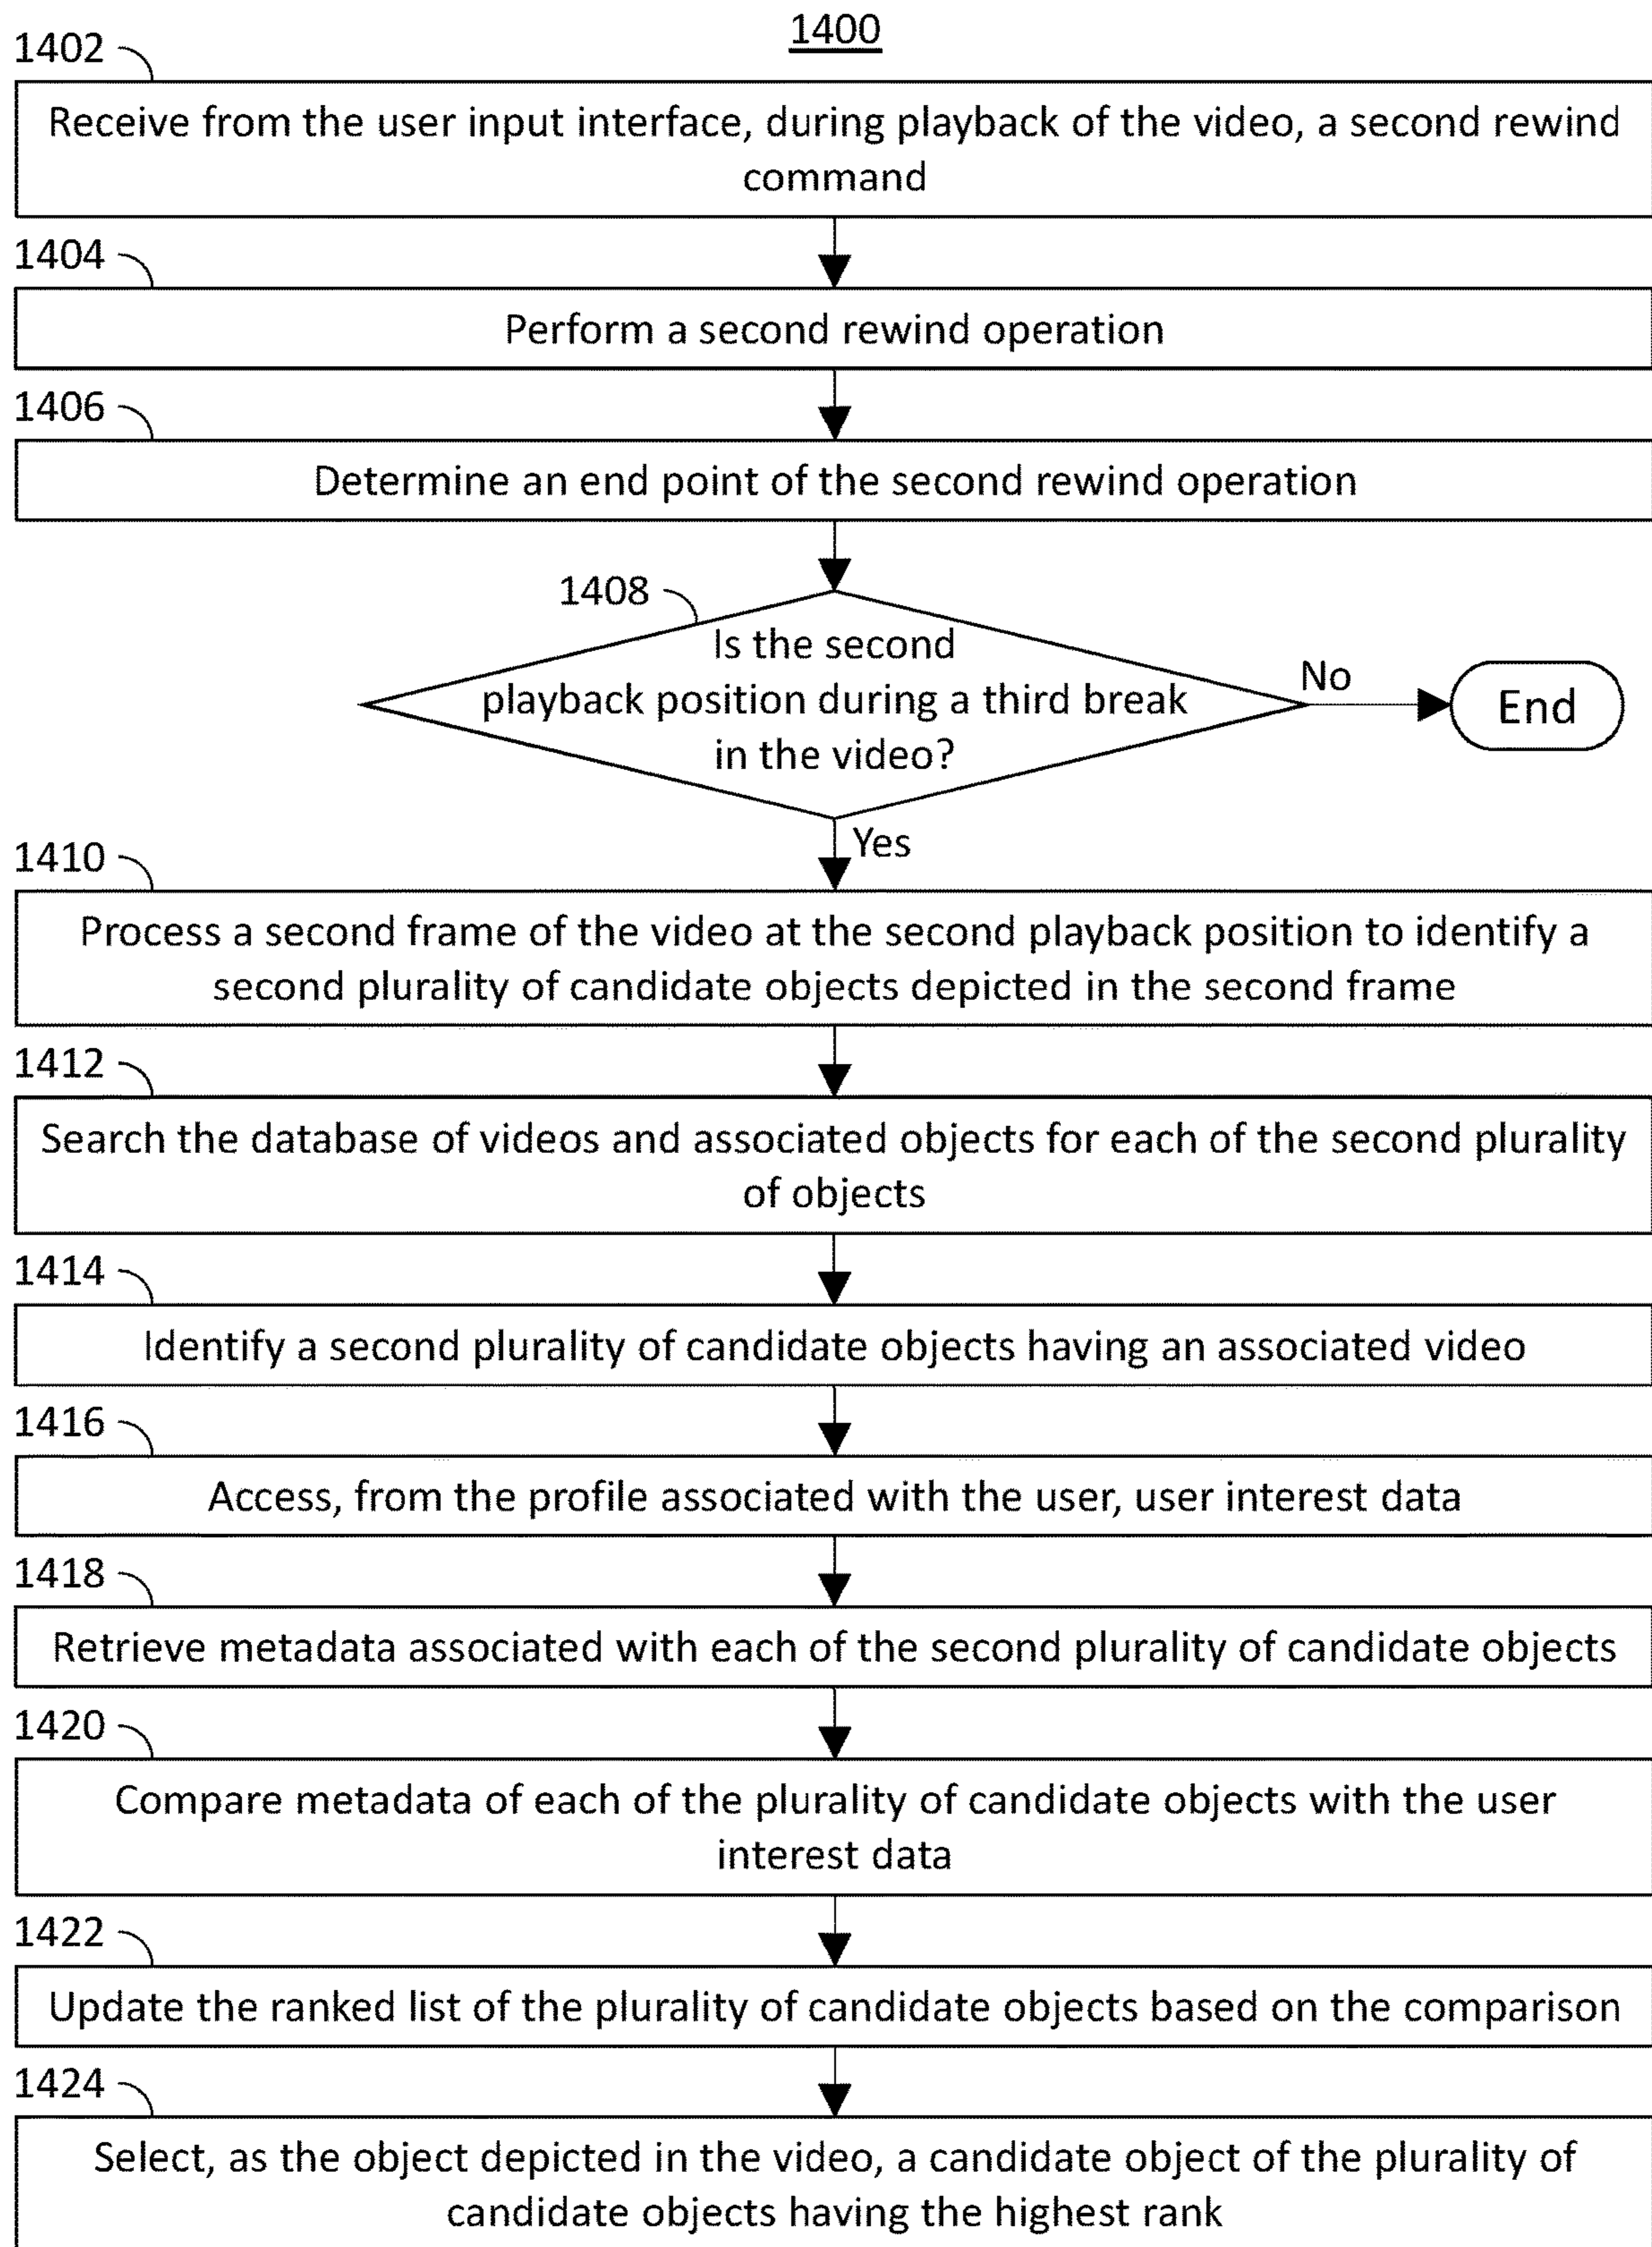 1400
1402
Receive from the user input interface, during playback of the video, a second rewind
command
1404
Perform a second rewind operation
1406
Determine an end point of the second rewind operation
1408
Is the second
playback position during a third break
in the video?
No
End
Yes
1410
Process a second frame of the video at the second playback position to identify a
second plurality of candidate objects depicted in the second frame
1412
Search the database of videos and associated objects for each of the second plurality
of objects
1414
Identify a second plurality of candidate objects having an associated video
1416
Access, from the profile associated with the user, user interest data
1418
Retrieve metadata associated with each of the second plurality of candidate objects
1420
Compare metadata of each of the plurality of candidate objects with the user
interest data
1422
Update the ranked list of the plurality of candidate objects based on the comparison
1424
Select, as the object depicted in the video, a candidate object of the plurality of
candidate objects having the highest rank